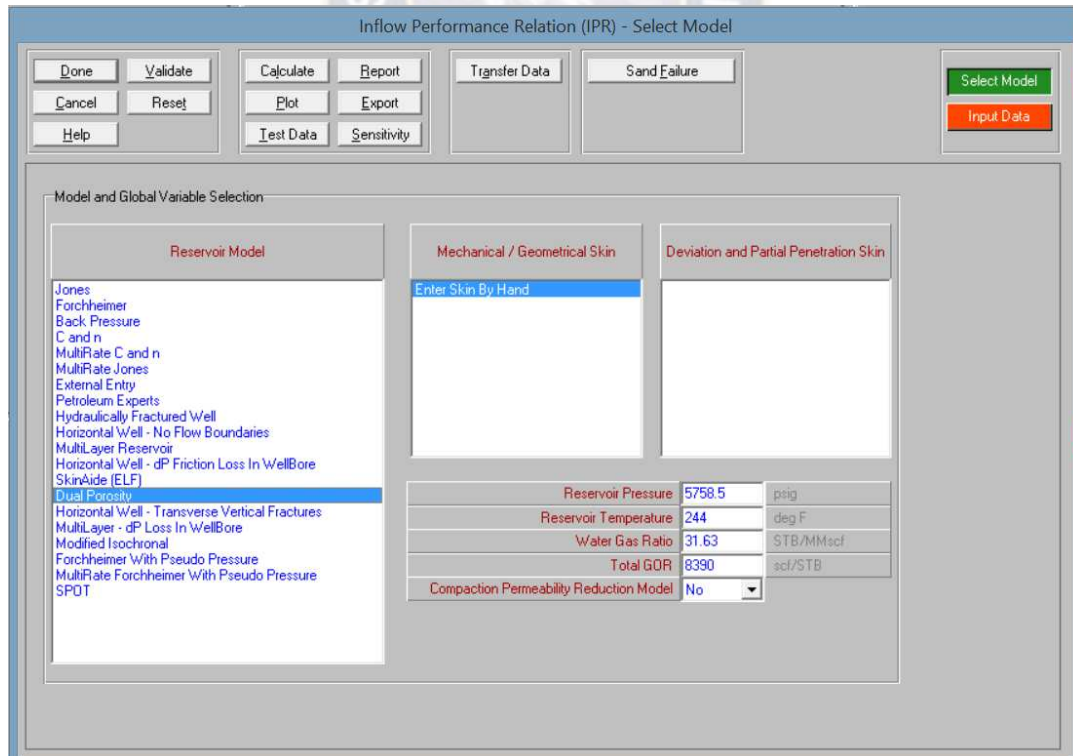 Inflow Performance Relation (IPR) - Select Model
Done
Validate
Calculate
Report
Transfer Data
Sand Failure
Select Model
Cancel
Reset
Plot
Export
Input Data
Help
Test Data
Sensitivity
Model and Global Variable Selection
Reservoir Model
Mechanical / Geometrical Skin
Deviation and Partial Penetration Skin
Jones
Forchheimer
Back Pressure
C and n
MultiRate C and n
MultiRate Jones
External Entry
Petroleum Experts
Hydraulically Fractured Well
Horizontal Well - No Flow Boundaries
MultiLayer Reservoir
Horizontal Well - dP Friction Loss In WellBore
SkinAide (ELF)
Dual Porosity
Horizontal Well - Transverse Vertical Fractures
MultiLayer - dP Loss In WellBore
Modified Isochronal
Forchheimer With Pseudo Pressure
MultiRate Forchheimer With Pseudo Pressure
SPOT
Enter Skin By Hand
Reservoir Pressure 5758.5 psig
Reservoir Temperature 244 deg F
Water Gas Ratio 31.63 STB/MMscf
Total GOR 8390 scf/STB
Compaction Permeability Reduction Model No